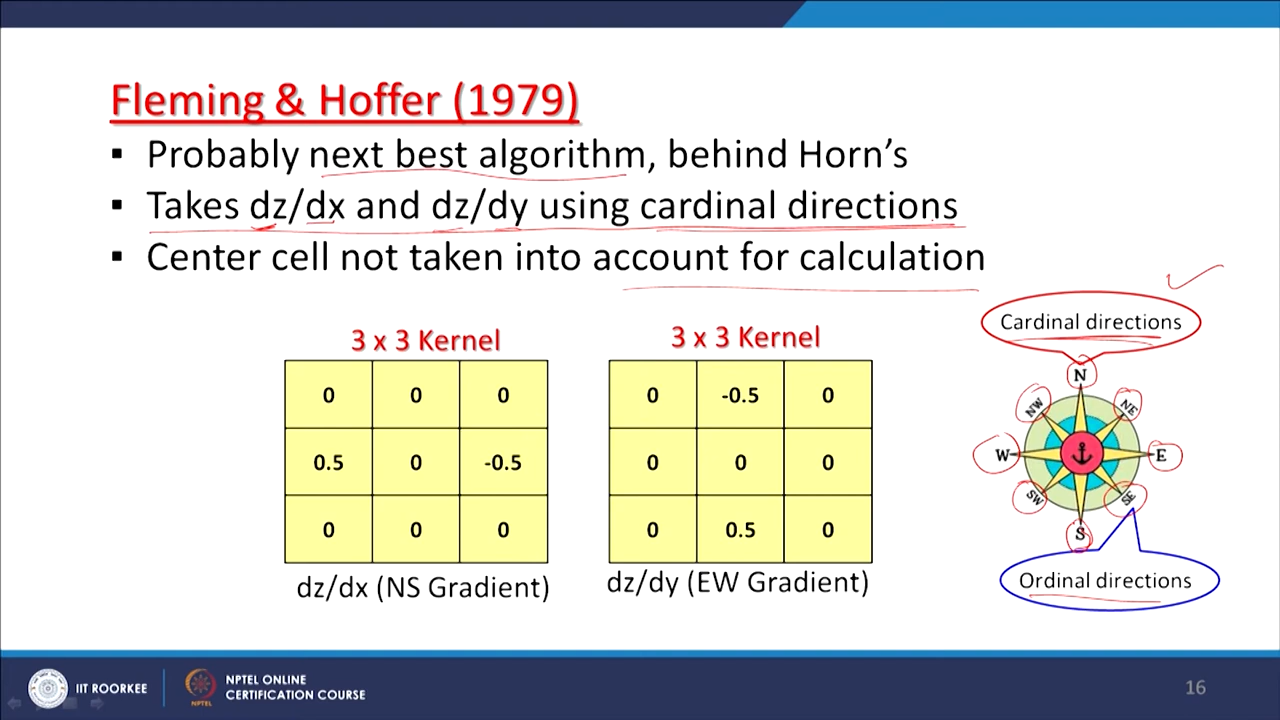 Fleming & Hoffer (1979)
▪ Probably next best algorithm, behind Horn’s
▪ Takes dz/dx and dz/dy using cardinal directions
▪ Center cell not taken into account for calculation
3 x 3 Kernel
0 0 0
0.5 0 -0.5
0 0 0
dz/dx (NS Gradient)
3 x 3 Kernel
0 -0.5 0
0 0 0
0 0.5 0
dz/dy (EW Gradient)
Cardinal directions
N
NW NE
W E
SW SE
S
Ordinal directions
IIT ROORKEE
NPTEL
NPTEL ONLINE
CERTIFICATION COURSE
16